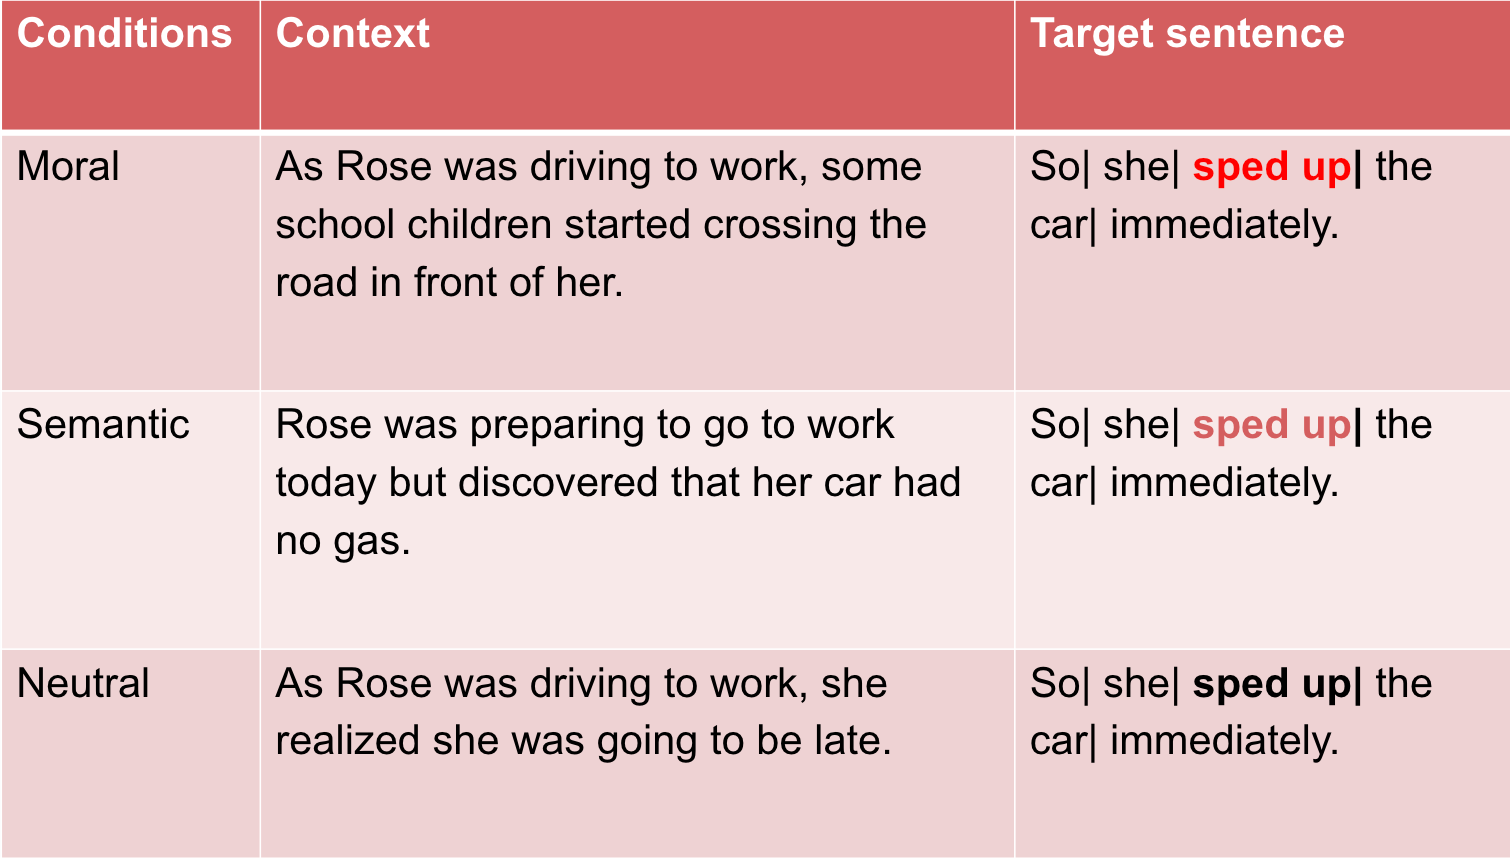 Conditions Context Target sentence
Moral As Rose was driving to work, some So| she| sped up| the
school children started crossing the car| immediately.
road in front of her.
Semantic Rose was preparing to go to work So| she| sped up| the
today but discovered that her car had car| immediately.
no gas.
Neutral As Rose was driving to work, she So| she| sped up| the
realized she was going to be late. car| immediately.